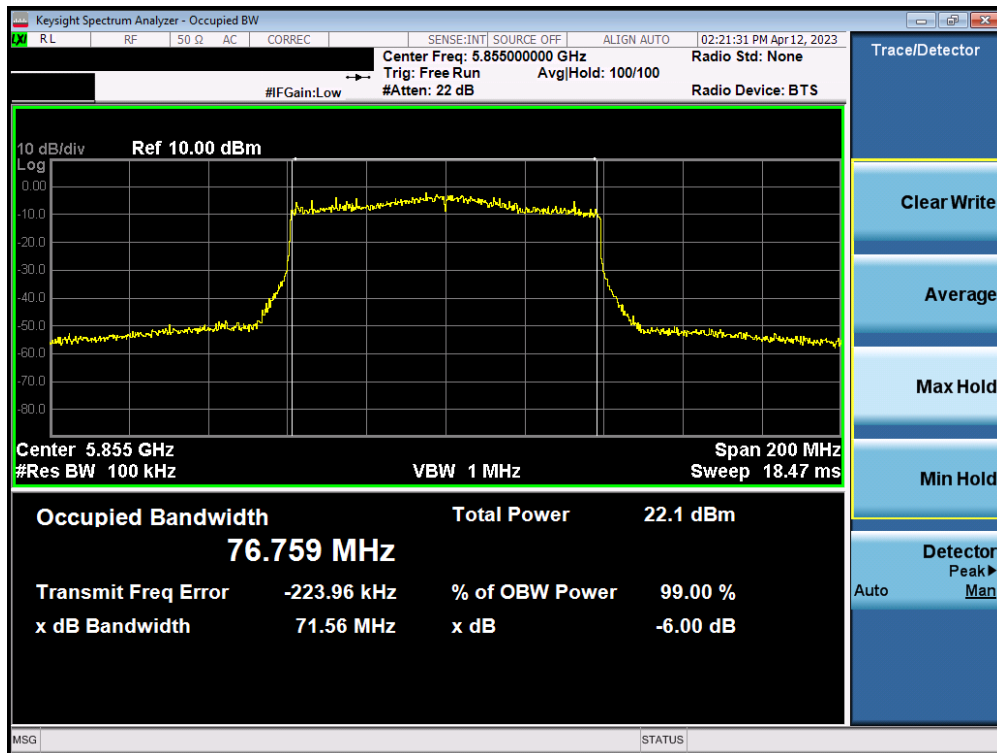 Keysight Spectrum Analyzer - Occupied BW
LXI RL RF 50 Ω AC CORREC SENSE:INT SOURCE OFF ALIGN AUTO 02:21:31 PM Apr 12, 2023
Center Freq: 5.855000000 GHz Radio Std: None
Trig: Free Run Avg|Hold: 100/100
#IFGain:Low #Atten: 22 dB Radio Device: BTS
10 dB/div Ref 10.00 dBm
Log
0.00
-10.0
-20.0
-30.0
-40.0
-50.0
-60.0
-70.0
-80.0
Center 5.855 GHz Span 200 MHz
#Res BW 100 kHz VBW 1 MHz Sweep 18.47 ms
Occupied Bandwidth Total Power 22.1 dBm
76.759 MHz
Transmit Freq Error -223.96 kHz % of OBW Power 99.00 %
x dB Bandwidth 71.56 MHz x dB -6.00 dB
MSG STATUS
Trace/Detector
Clear Write
Average
Max Hold
Min Hold
Detector
Peak▶
Auto Man